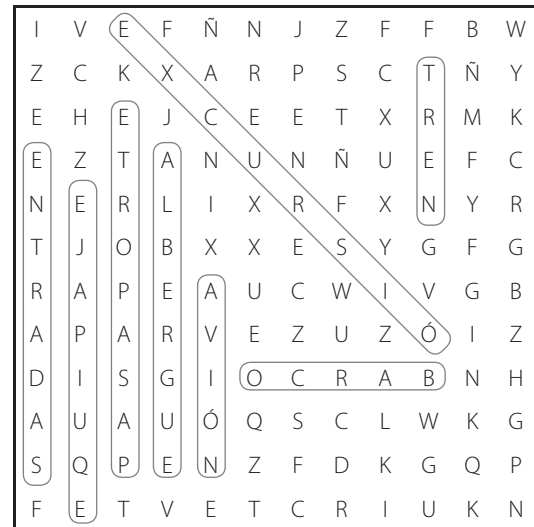 I V E F Ñ N J Z F F B W
Z C K X A R P S C T Ñ Y
E H E J C E E T X R M K
E Z T A N U N Ñ U E F C
N E R L I X R F X N Y R
T J O B X X E S Y G F G
R A P E A U C W I V G B
A P A R V E Z U Z Ó I Z
D I S G I O C R A B N H
A U A U Ó Q S C L W K G
S Q P E N Z F D K G Q P
F E T V E T C R I U K N